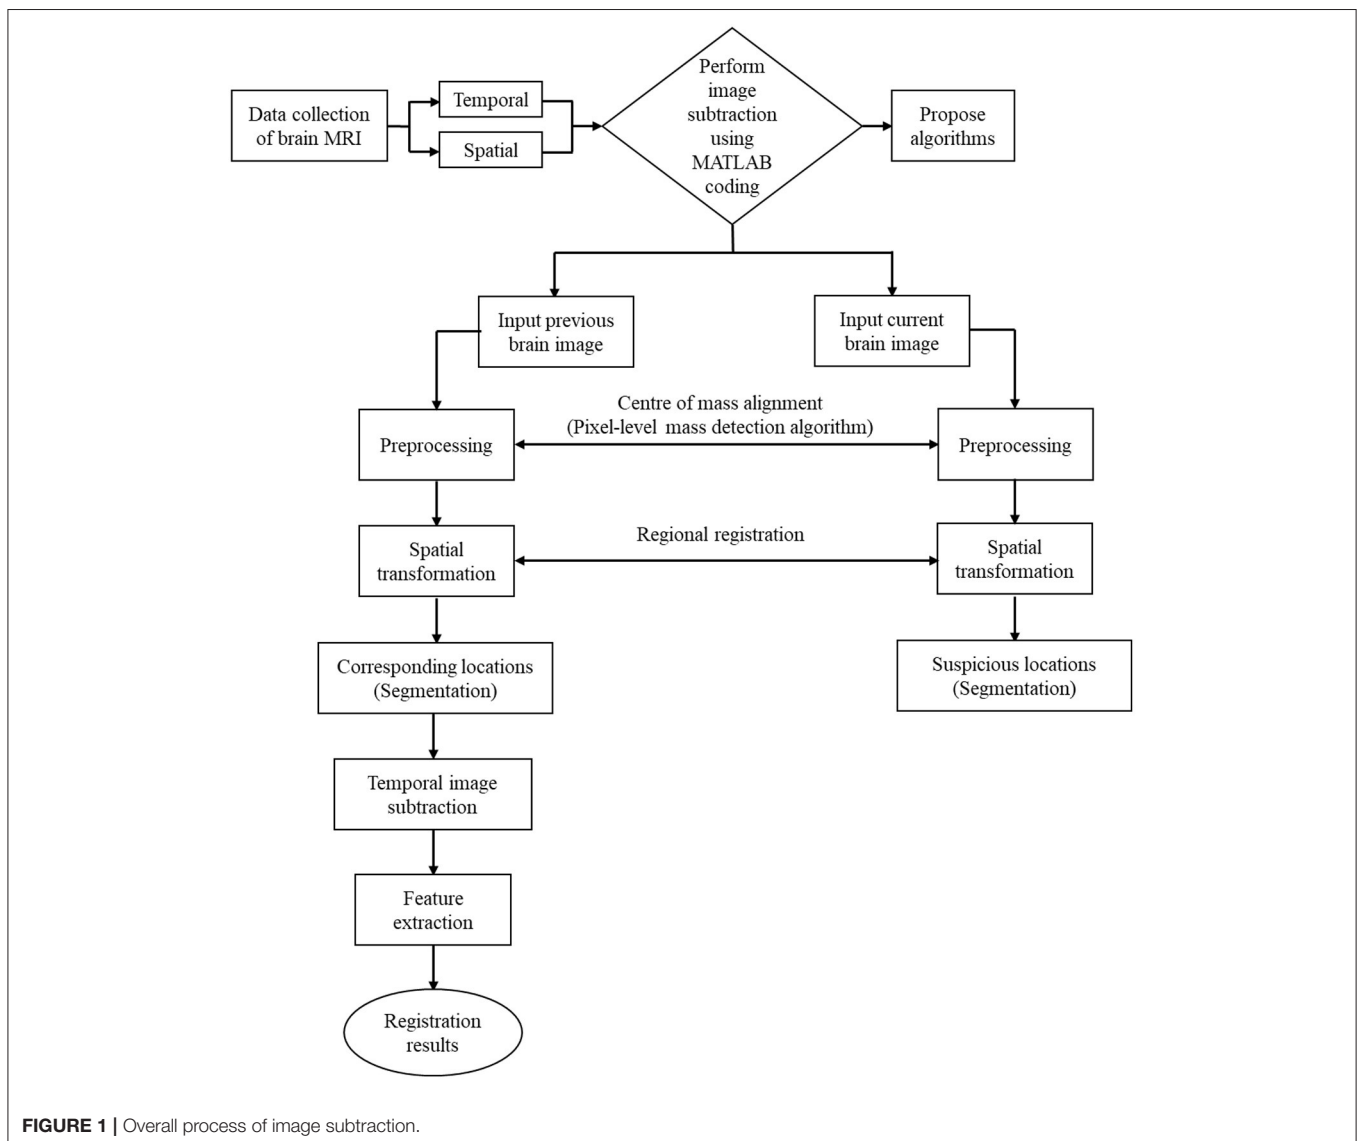 Data collection
of brain MRI
Temporal
Spatial
Perform
image
subtraction
using
MATLAB
coding
Propose
algorithms
Input previous
brain image
Input current
brain image
Centre of mass alignment
(Pixel-level mass detection algorithm)
Preprocessing
Preprocessing
Regional registration
Spatial
transformation
Spatial
transformation
Corresponding locations
(Segmentation)
Suspicious locations
(Segmentation)
Temporal image
subtraction
Feature
extraction
Registration
results
FIGURE 1 | Overall process of image subtraction.